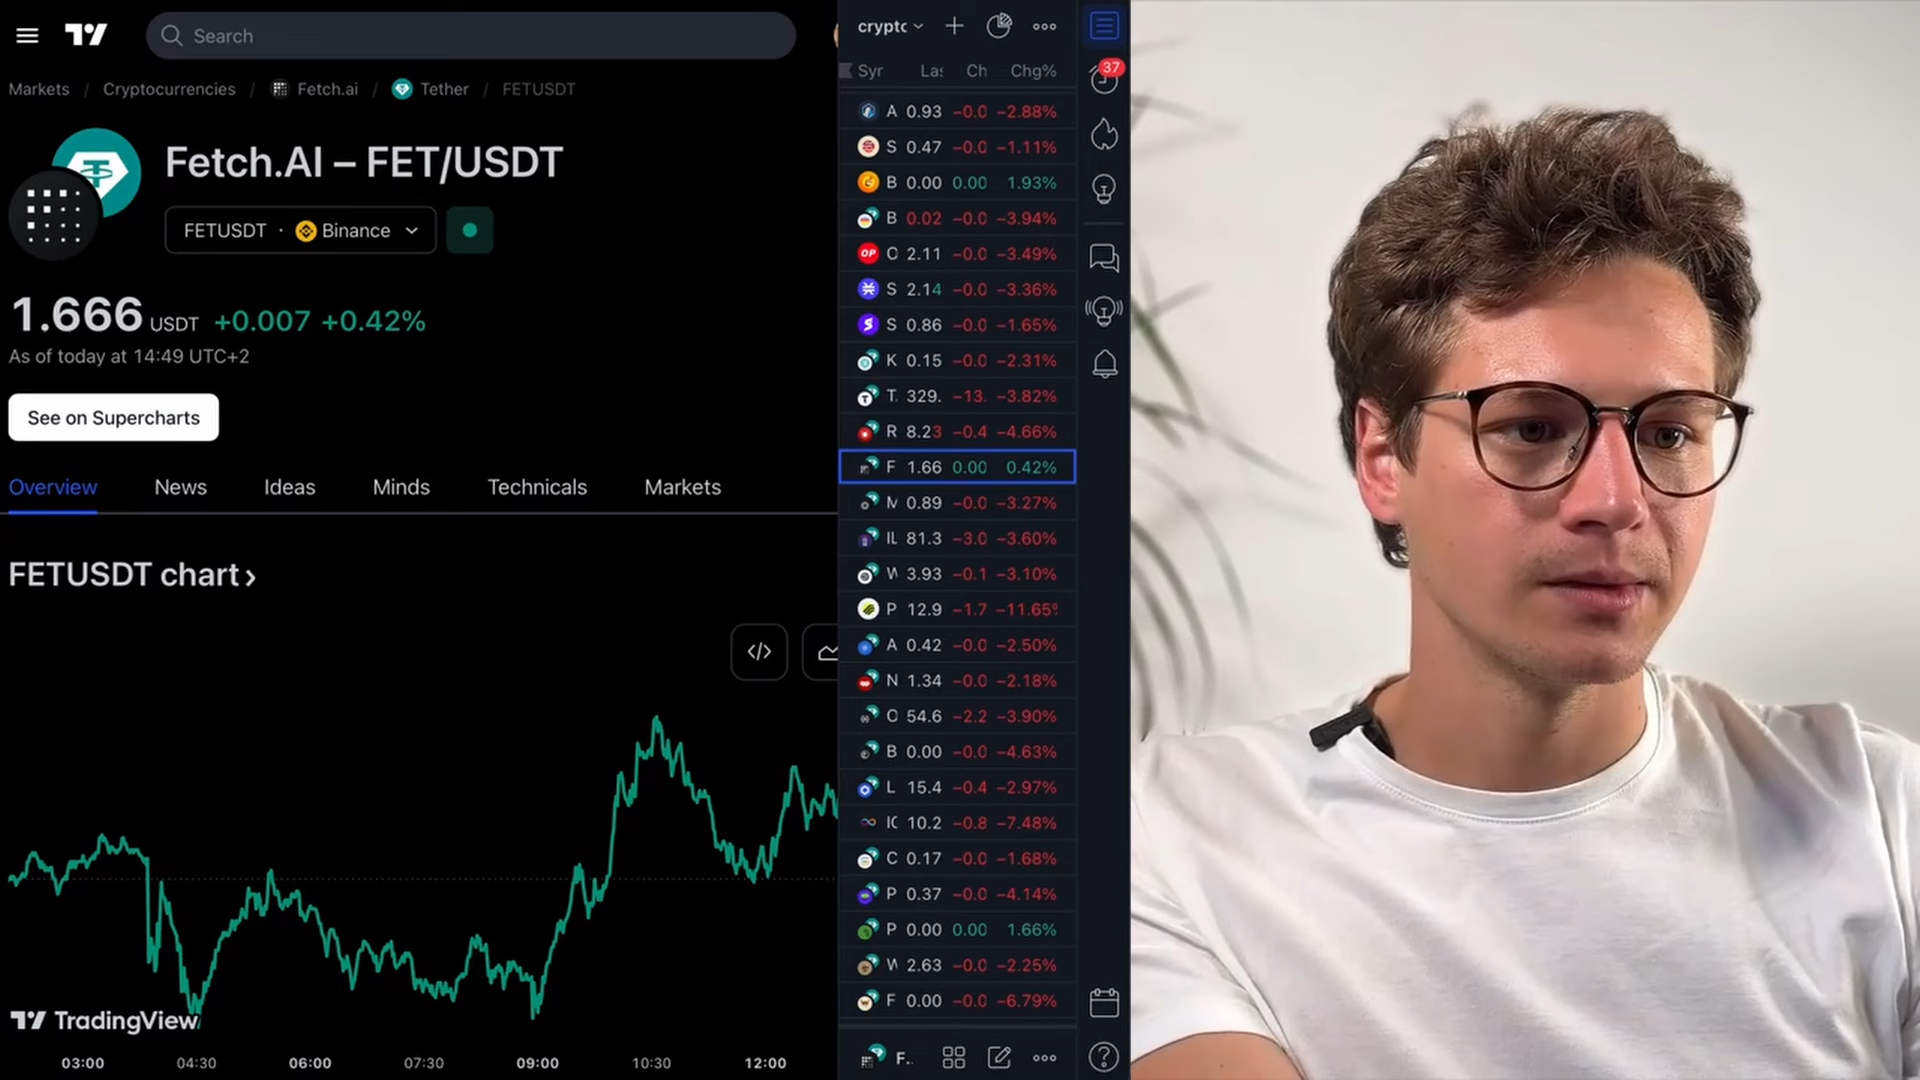 Search
Markets / Cryptocurrencies / Fetch.ai / Tether / FETUSDT
Fetch.AI – FET/USDT
FETUSDT · Binance
1.666 USDT +0.007 +0.42%
As of today at 14:49 UTC+2
See on Supercharts
Overview News Ideas Minds Technicals Markets
FETUSDT chart ›
</>
TradingView
03:00 04:30 06:00 07:30 09:00 10:30 12:00
crypto
Syr Las Ch Chg%
A 0.93 −0.0 −2.88%
S 0.47 −0.0 −1.11%
B 0.00 0.00 1.93%
B 0.02 −0.0 −3.94%
OP O 2.11 −0.0 −3.49%
S 2.14 −0.0 −3.36%
S 0.86 −0.0 −1.65%
K 0.15 −0.0 −2.31%
T. 329. −13. −3.82%
R 8.23 −0.4 −4.66%
F 1.66 0.00 0.42%
M 0.89 −0.0 −3.27%
IL 81.3 −3.0 −3.60%
W 3.93 −0.1 −3.10%
P 12.9 −1.7 −11.65%
A 0.42 −0.0 −2.50%
N 1.34 −0.0 −2.18%
O 54.6 −2.2 −3.90%
B 0.00 −0.0 −4.63%
L 15.4 −0.4 −2.97%
IC 10.2 −0.8 −7.48%
C 0.17 −0.0 −1.68%
P 0.37 −0.0 −4.14%
P 0.00 0.00 1.66%
W 2.63 −0.0 −2.25%
F 0.00 −0.0 −6.79%
F..
37